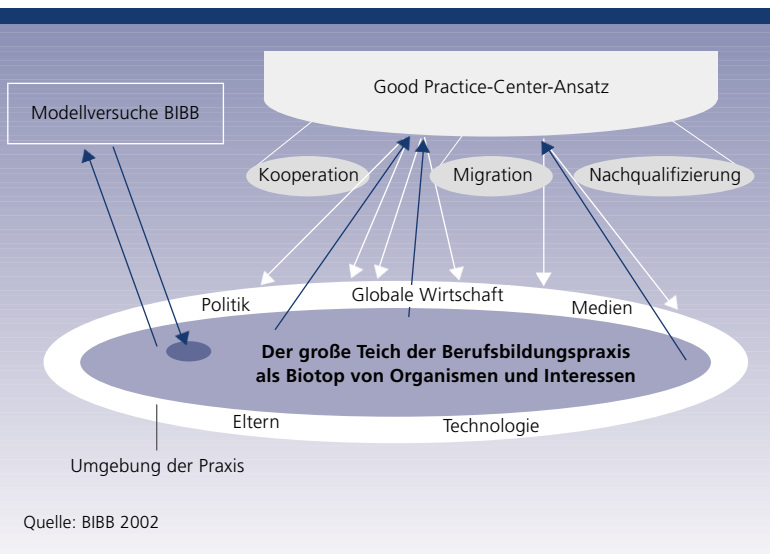 Good Practice-Center-Ansatz
Modellversuche BIBB
Kooperation
Migration
Nachqualifizierung
Politik
Globale Wirtschaft
Medien
Der große Teich der Berufsbildungspraxis
als Biotop von Organismen und Interessen
Eltern
Technologie
Umgebung der Praxis
Quelle: BIBB 2002